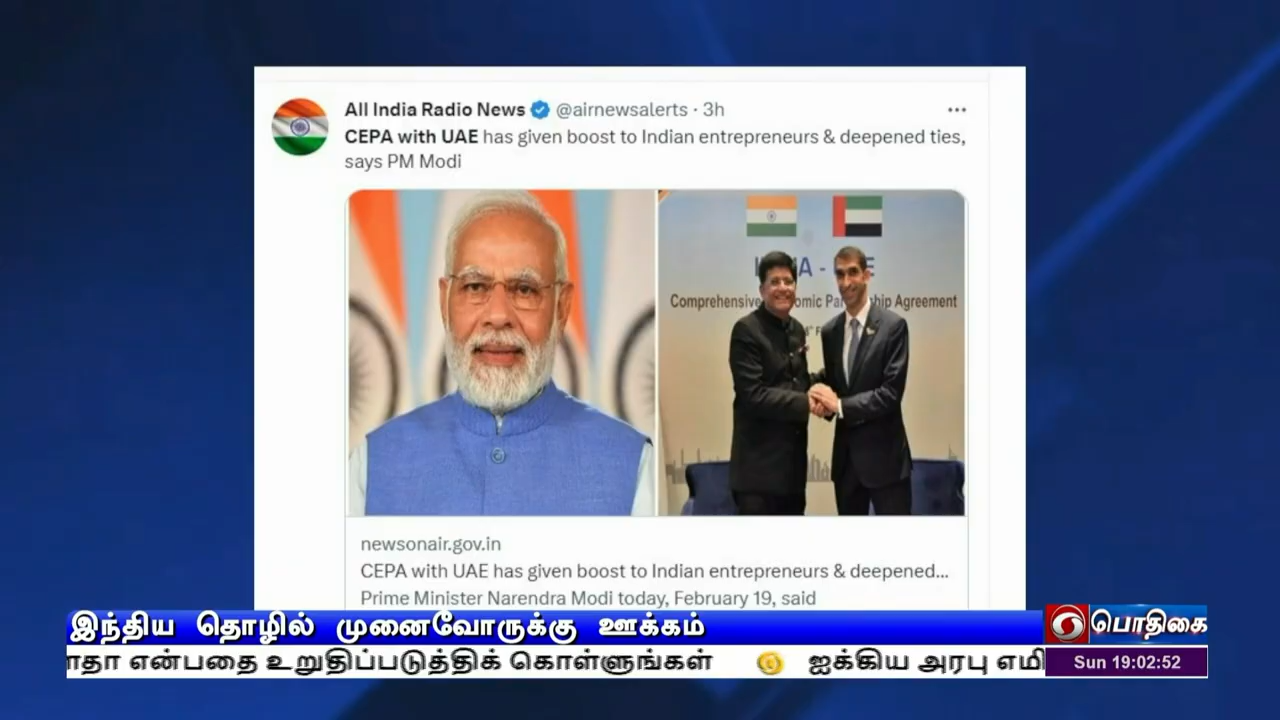 All India Radio News @airnewsalerts · 3h
CEPA with UAE has given boost to Indian entrepreneurs & deepened ties,
says PM Modi
Comprehensive Agreement
newsonair.gov.in
CEPA with UAE has given boost to Indian entrepreneurs & deepened...
Prime Minister Narendra Modi today, February 19, said
இந்திய தொழில் முனைவோருக்கு ஊக்கம்
பொதிகை
என்பதை உறுதிப்படுத்திக் கொள்ளுங்கள் ஐக்கிய அரபு
Sun 19:02:52